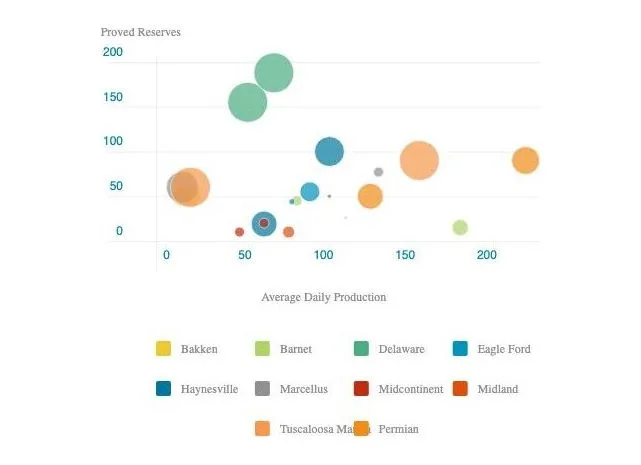 Proved Reserves
200
150
100
50
0
0 50 100 150 200
Average Daily Production
Bakken Barnet Delaware Eagle Ford
Haynesville Marcellus Midcontinent Midland
Tuscaloosa Permian